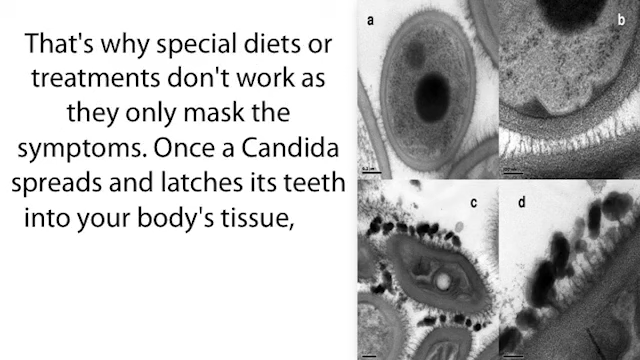 That's why special diets or
treatments don't work as
they only mask the
symptoms. Once a Candida
spreads and latches its teeth
into your body's tissue,
a
b
c
d